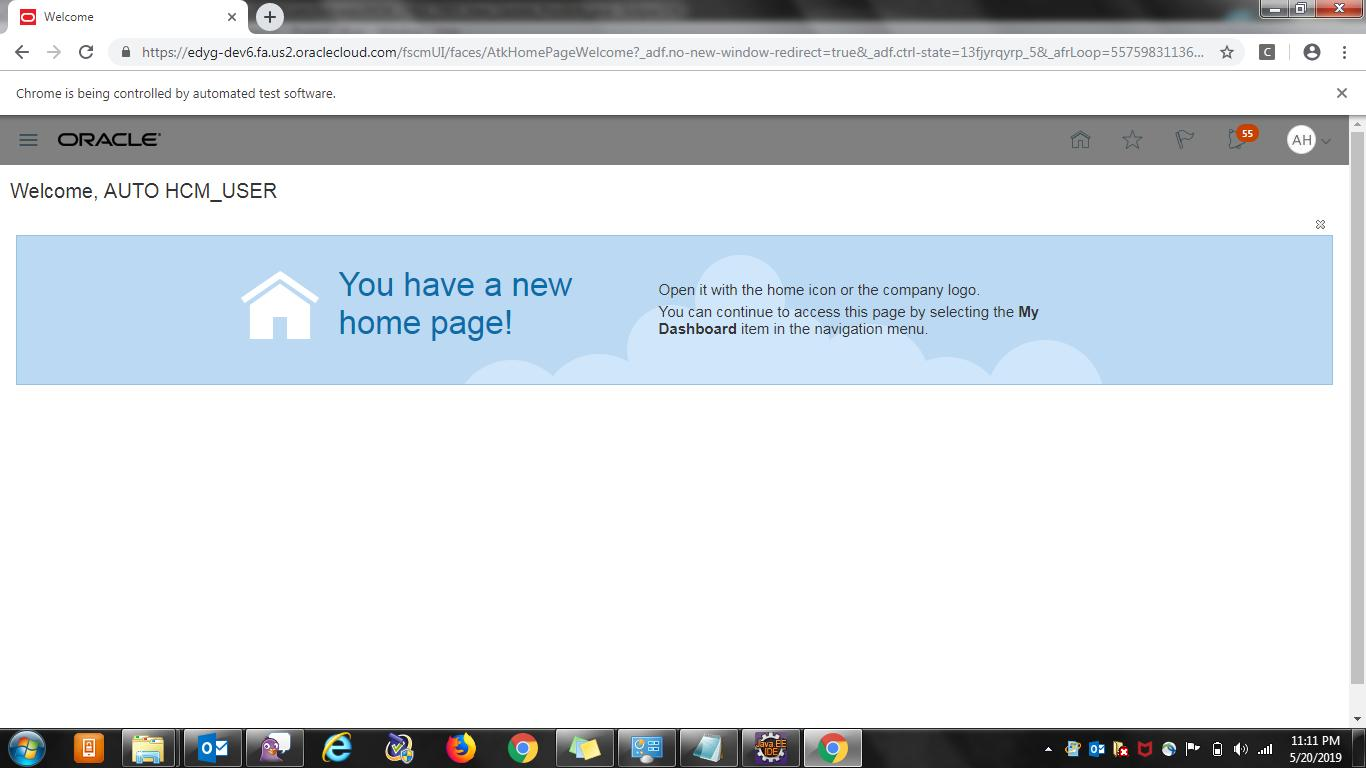 Welcome
https://edyg-dev6.fa.us2.oraclecloud.com/fscmUI/faces/AtkHomePageWelcome?_adf.no-new-window-redirect=true&_adf.ctrl-state=13fjyrqyrp_5&_afrLoop=55759831136...
C
Chrome is being controlled by automated test software.
ORACLE
55
AH
Welcome, AUTO HCM_USER
You have a new
home page!
Open it with the home icon or the company logo.
You can continue to access this page by selecting the My
Dashboard item in the navigation menu.
Java EE
IDE
11:11 PM
5/20/2019